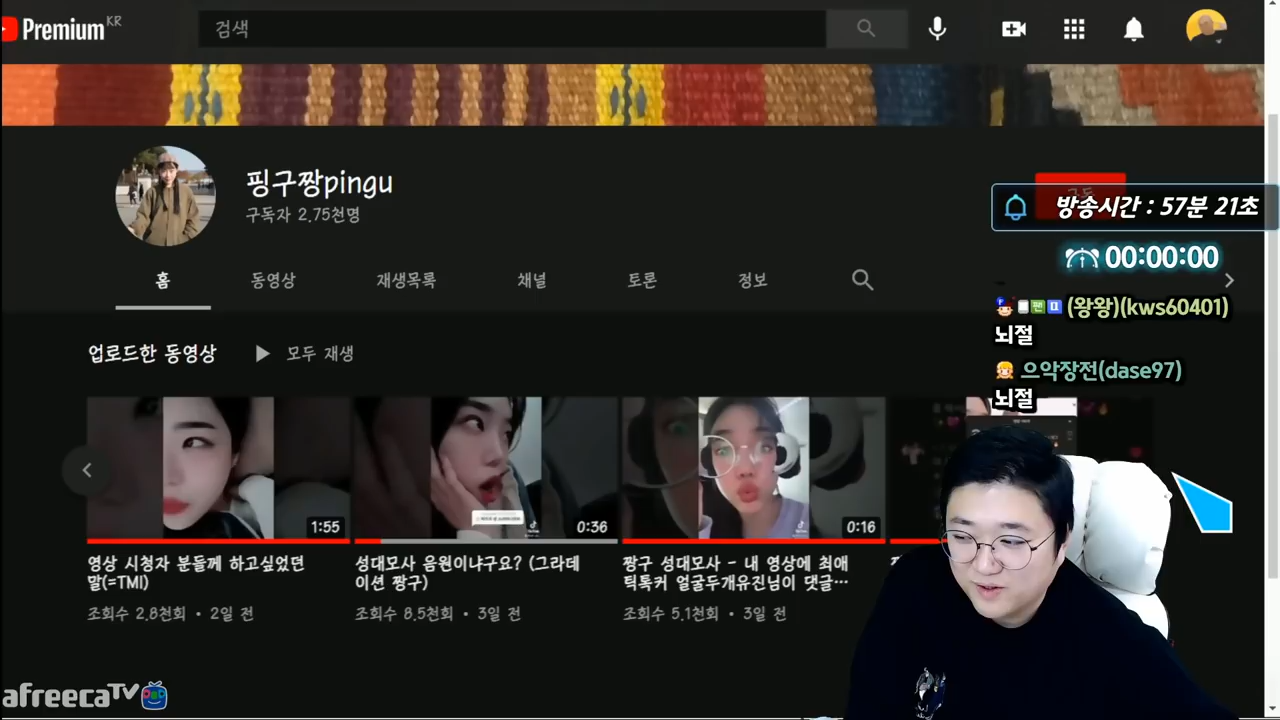 Premium KR
검색
핑구짱pingu
구독자 2.75천명
구독
방송시간 : 57분 21초
00:00:00
홈
동영상
재생목록
채널
토론
정보
팬
(왕왕)(kws60401)
뇌절
으악장전(dase97)
뇌절
업로드한 동영상
모두 재생
1:55
0:36
0:16
영상 시청자 분들께 하고싶었던
말(=TMI)
조회수 2.8천회 • 2일 전
성대모사 음원이냐구요? (그라데
이션 짱구)
조회수 8.5천회 • 3일 전
짱구 성대모사 - 내 영상에 최애
틱톡커 얼굴두개유진님이 댓글…
조회수 5.1천회 • 3일 전
afreecaTV